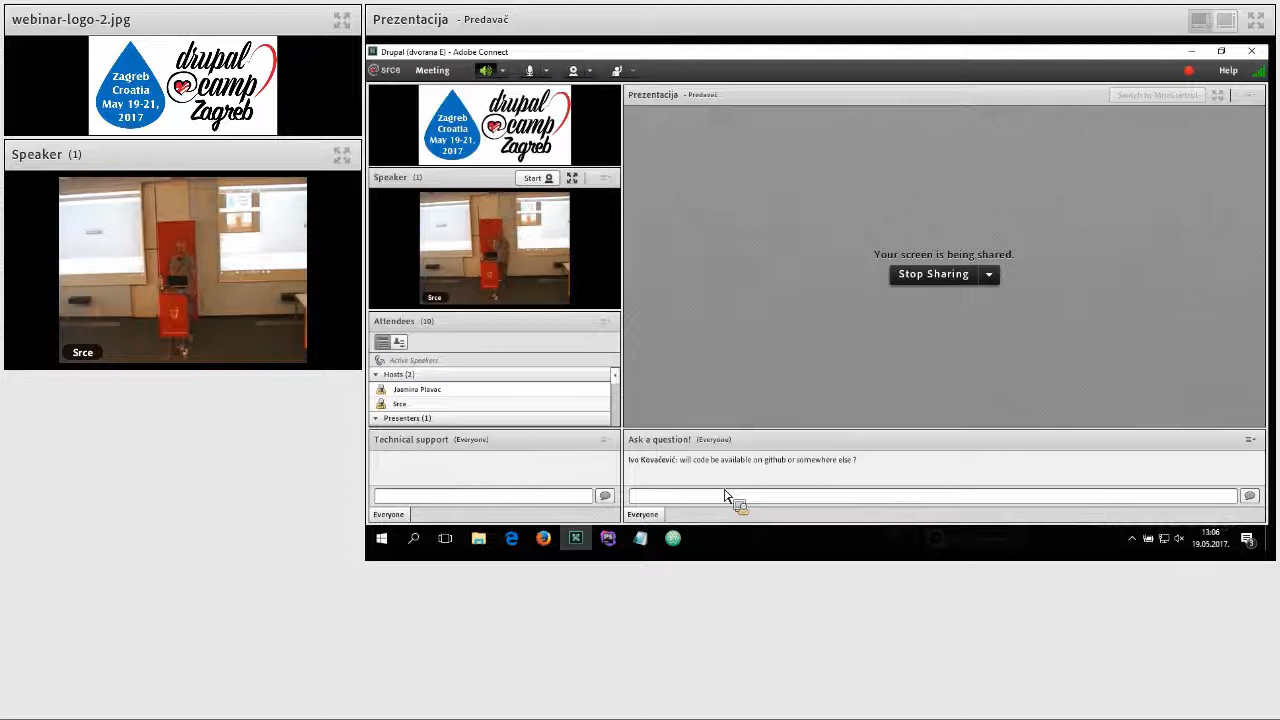 webinar-logo-2.jpg
Zagreb
Croatia
May 19-21,
2017
drupal
camp
Zagreb
Speaker (1)
Srce
Prezentacija - Predavač
Drupal (dvorana E) - Adobe Connect
srce Meeting Help
Zagreb
Croatia
May 19-21,
2017
drupal
camp
Zagreb
Speaker (1) Start
Srce
Attendees (10)
Active Speakers
Hosts (2)
Jasmina Plavac
Srce
Presenters (1)
Technical support (Everyone)
Everyone
Prezentacija - Predavač
Your screen is being shared.
Stop Sharing
Ask a question! (Everyone)
Ivo Kovačević: will code be available on github or somewhere else ?
Everyone
PS
13:06
19.05.2017.